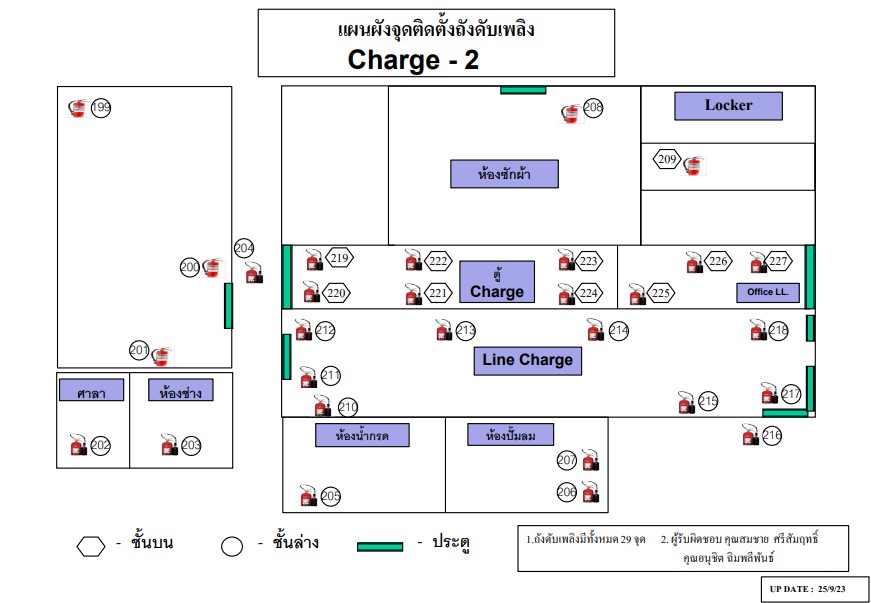 แผนผังจุดติดตั้งถังดับเพลิง
Charge - 2
199
208
Locker
209
ห้องซักผ้า
204
200
219
222
223
226
227
ตู้
Charge
220
221
224
225
Office LL.
212
213
214
218
201
Line Charge
211
210
215
217
ศาลา
ห้องช่าง
ห้องน้ำกรด
ห้องปั๊มลม
216
202
203
207
205
206
- ชั้นบน
- ชั้นล่าง
- ประตู
1.ถังดับเพลิงมีทั้งหมด 29 จุด 2. ผู้รับผิดชอบ คุณสมชาย ศรีสัมฤทธิ์
คุณอนุชิต ฉิมพลีพันธ์
UP DATE : 25/9/23